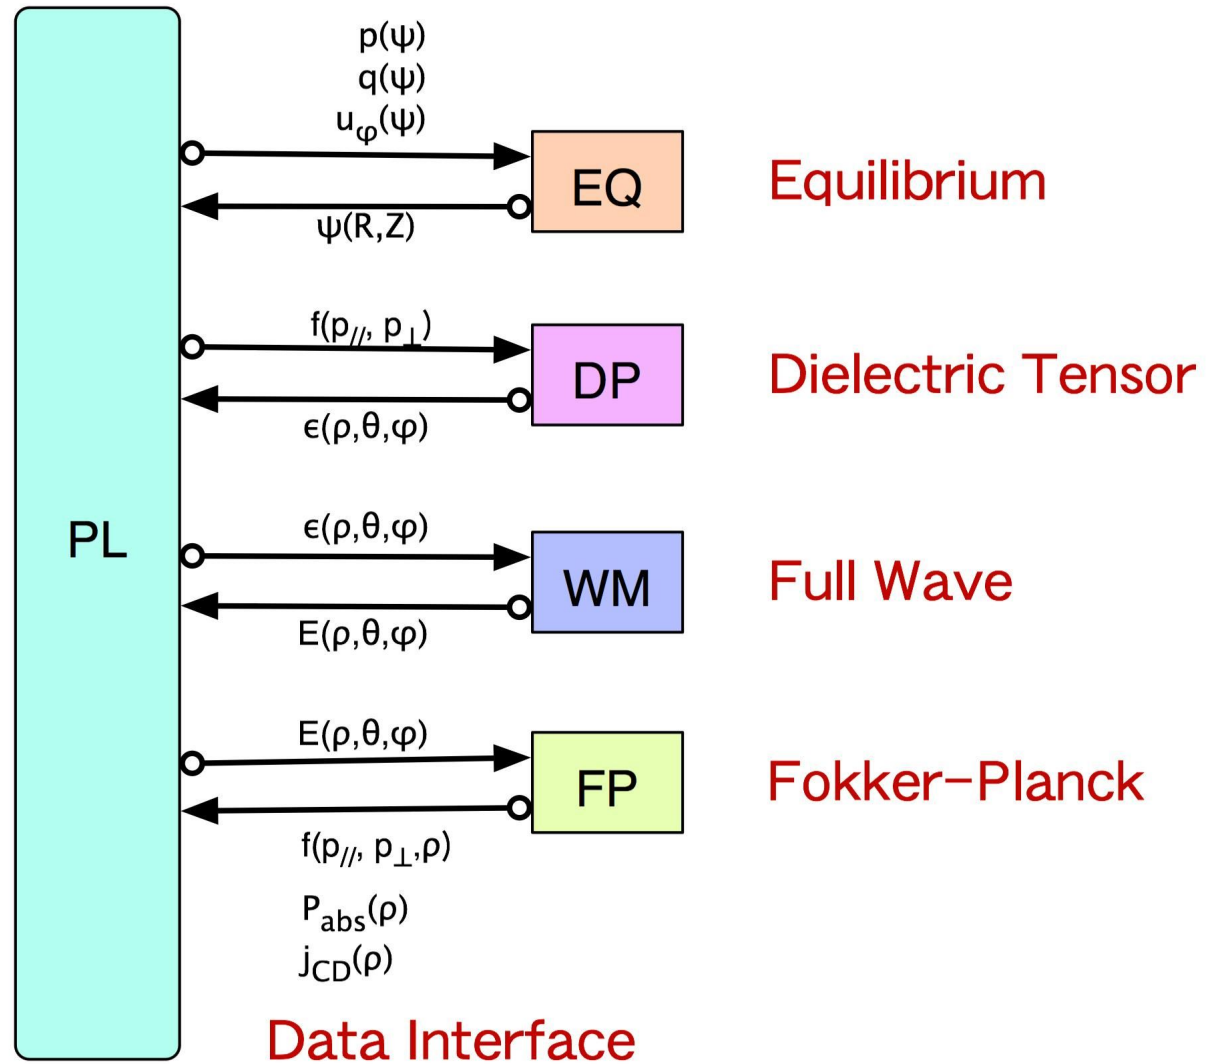 p(ψ)
q(ψ)
u_φ(ψ)
EQ
Equilibrium
ψ(R,Z)
f(p_//, p_⊥)
DP
Dielectric Tensor
ϵ(ρ,θ,φ)
PL
ϵ(ρ,θ,φ)
WM
Full Wave
E(ρ,θ,φ)
E(ρ,θ,φ)
FP
Fokker-Planck
f(p_//, p_⊥,ρ)
P_abs(ρ)
j_CD(ρ)
Data Interface